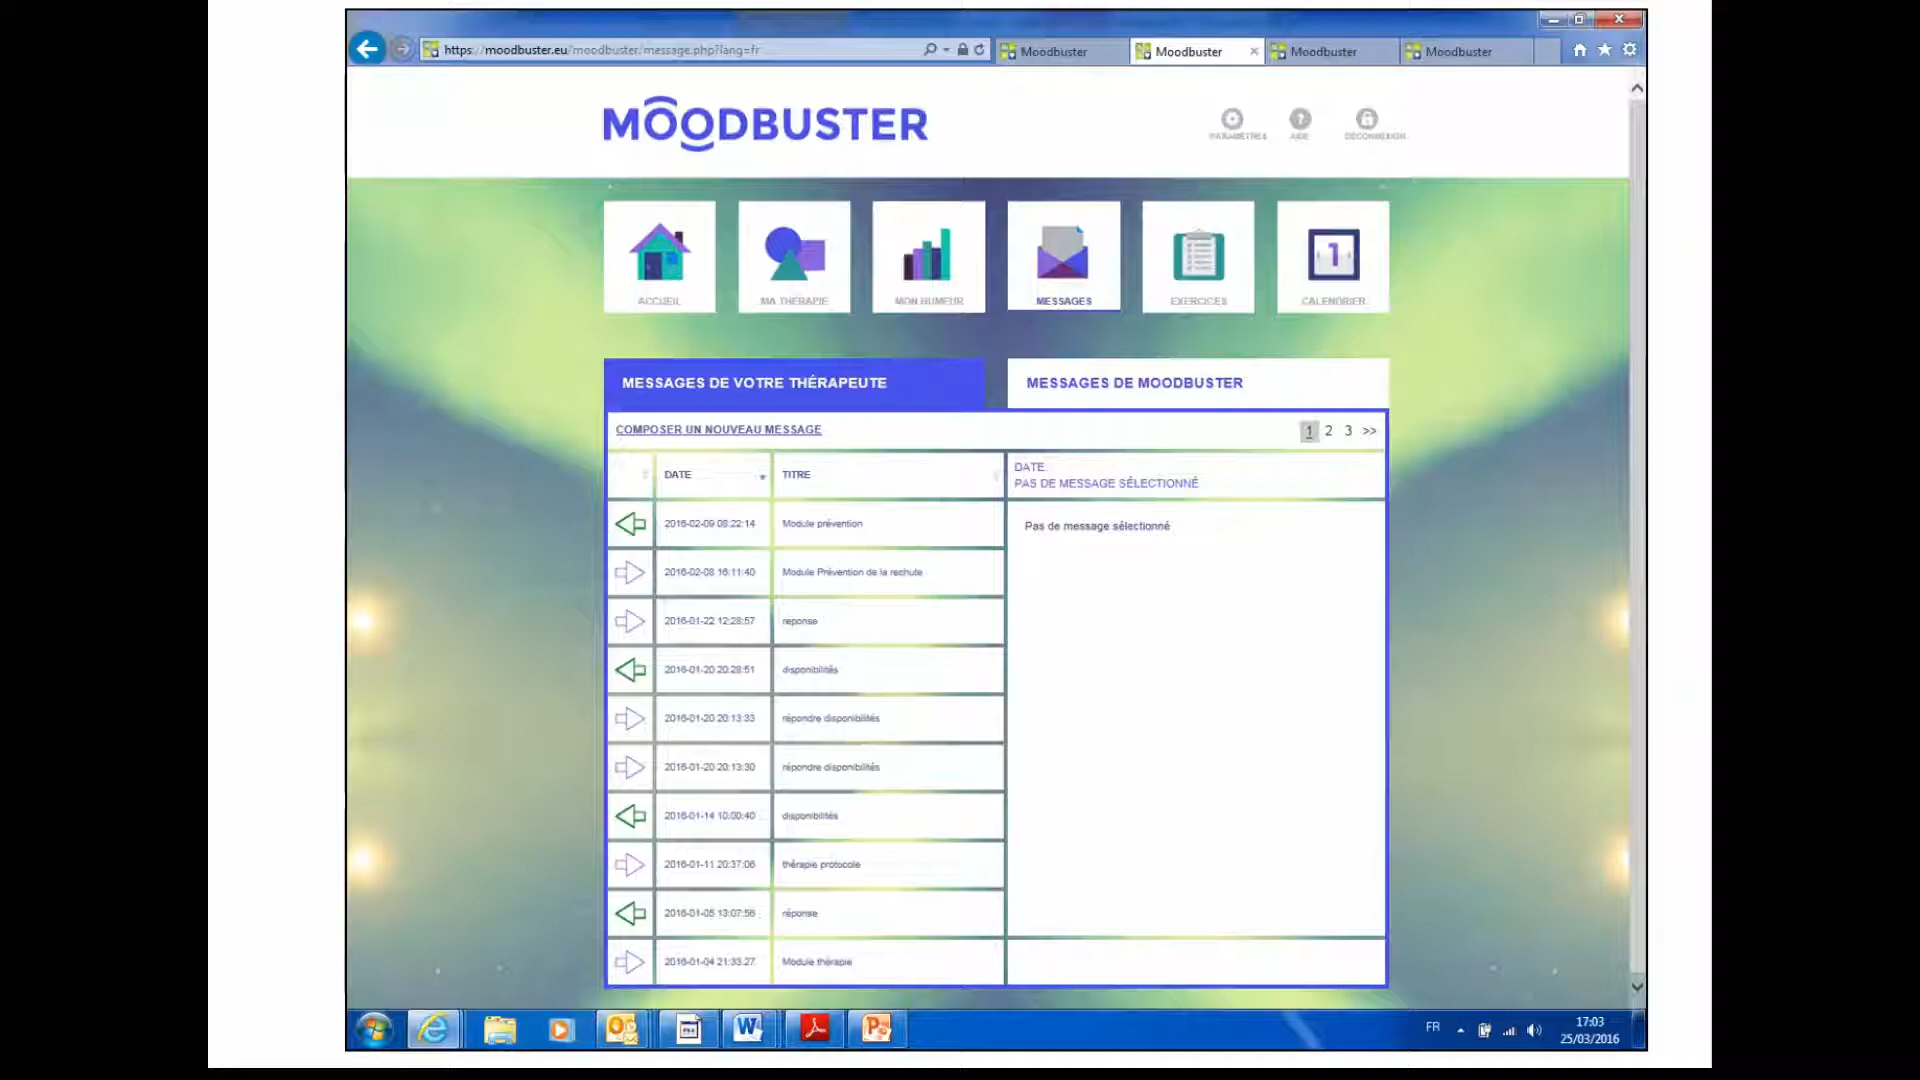 https://moodbuster.eu/moodbuster/message.php?lang=fr
Moodbuster
Moodbuster
Moodbuster
Moodbuster
MOODBUSTER
PARAMÈTRES
AIDE
DÉCONNEXION
ACCUEIL
MA THÉRAPIE
MON HUMEUR
MESSAGES
EXERCICES
1
CALENDRIER
MESSAGES DE VOTRE THÉRAPEUTE
MESSAGES DE MOODBUSTER
COMPOSER UN NOUVEAU MESSAGE
1 2 3 >>
DATE
TITRE
DATE
PAS DE MESSAGE SÉLECTIONNÉ
Pas de message sélectionné
2016-02-09 08:22:14 Module prévention
2016-02-08 16:11:40 Module Prévention de la rechute
2016-01-22 12:28:57 reponse
2016-01-20 20:28:51 disponibilités
2016-01-20 20:13:33 répondre disponibilités
2016-01-20 20:13:30 répondre disponibilités
2016-01-14 10:00:40 disponibilités
2016-01-11 20:37:06 thérapie protocole
2016-01-05 13:07:56 réponse
2016-01-04 21:33:27 Module thérapie
FR
17:03
25/03/2016